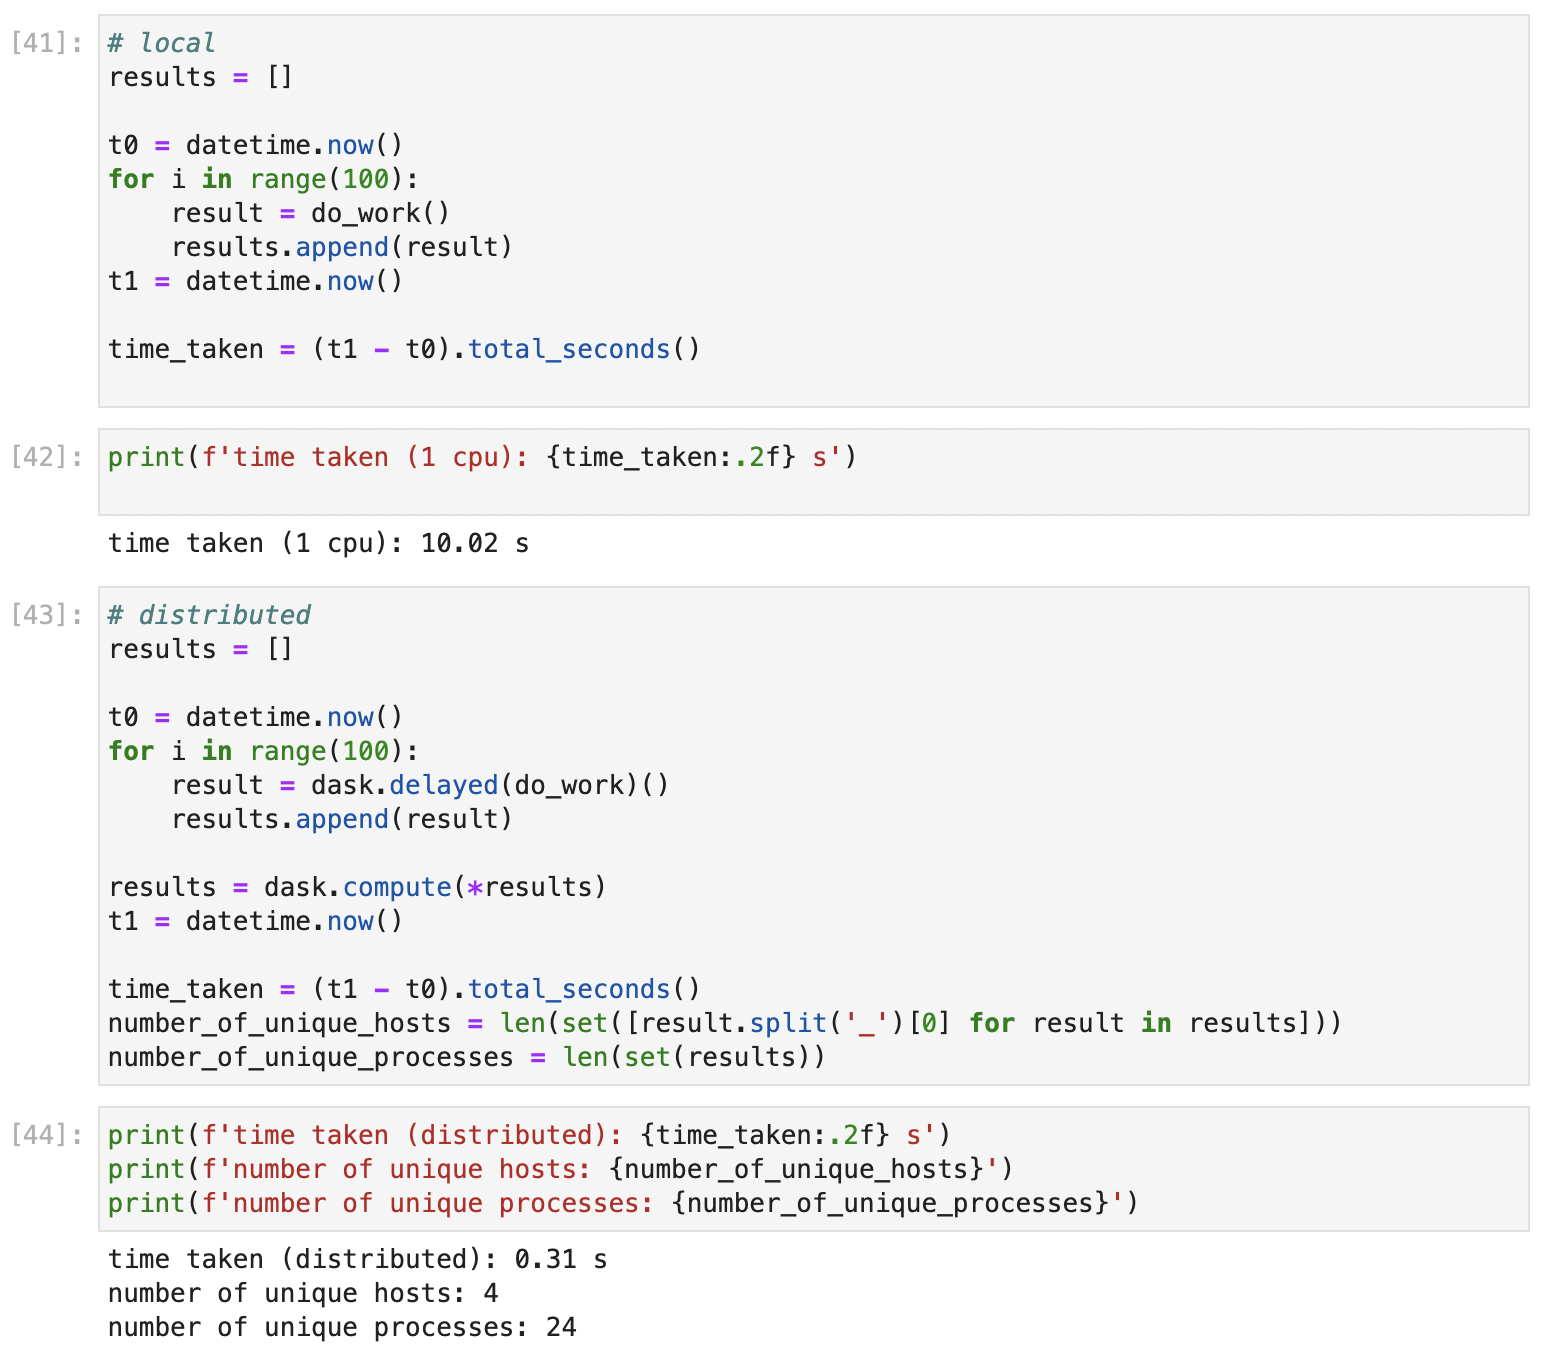 [41]: # local
results = []
t0 = datetime.now()
for i in range(100):
    result = do_work()
    results.append(result)
t1 = datetime.now()
time_taken = (t1 - t0).total_seconds()
[42]: print(f'time taken (1 cpu): {time_taken:.2f} s')
time taken (1 cpu): 10.02 s
[43]: # distributed
results = []
t0 = datetime.now()
for i in range(100):
    result = dask.delayed(do_work)()
    results.append(result)
results = dask.compute(*results)
t1 = datetime.now()
time_taken = (t1 - t0).total_seconds()
number_of_unique_hosts = len(set([result.split('_')[0] for result in results]))
number_of_unique_processes = len(set(results))
[44]: print(f'time taken (distributed): {time_taken:.2f} s')
print(f'number of unique hosts: {number_of_unique_hosts}')
print(f'number of unique processes: {number_of_unique_processes}')
time taken (distributed): 0.31 s
number of unique hosts: 4
number of unique processes: 24